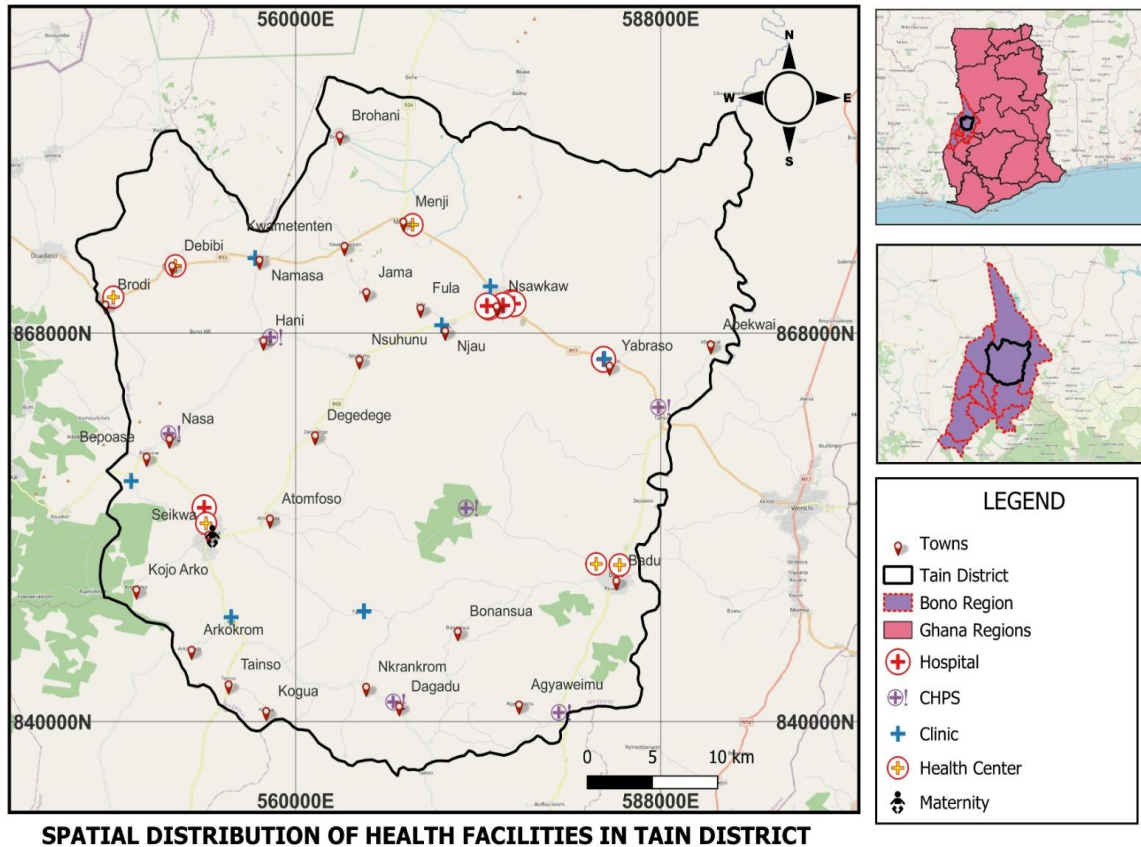 560000E 588000E
N
W E
S
Brohani
Menji
Kwametenten
Debibi
Namasa
Jama
Brodi
Fula
Nsawkaw
Hani
868000N 868000N
Nsuhunu
Njau
Abekwai
Yabraso
Degedege
Nasa
Bepoase
Atomfoso
Seikwa
Badu
Kojo Arko
Bonansua
Arkokrom
Tainso
Nkrankrom
Kogua
Dagadu
Agyaweimu
840000N 840000N
0 5 10 km
560000E 588000E
Wenchi
LEGEND
Towns
Tain District
Bono Region
Ghana Regions
Hospital
CHPS
Clinic
Health Center
Maternity
SPATIAL DISTRIBUTION OF HEALTH FACILITIES IN TAIN DISTRICT